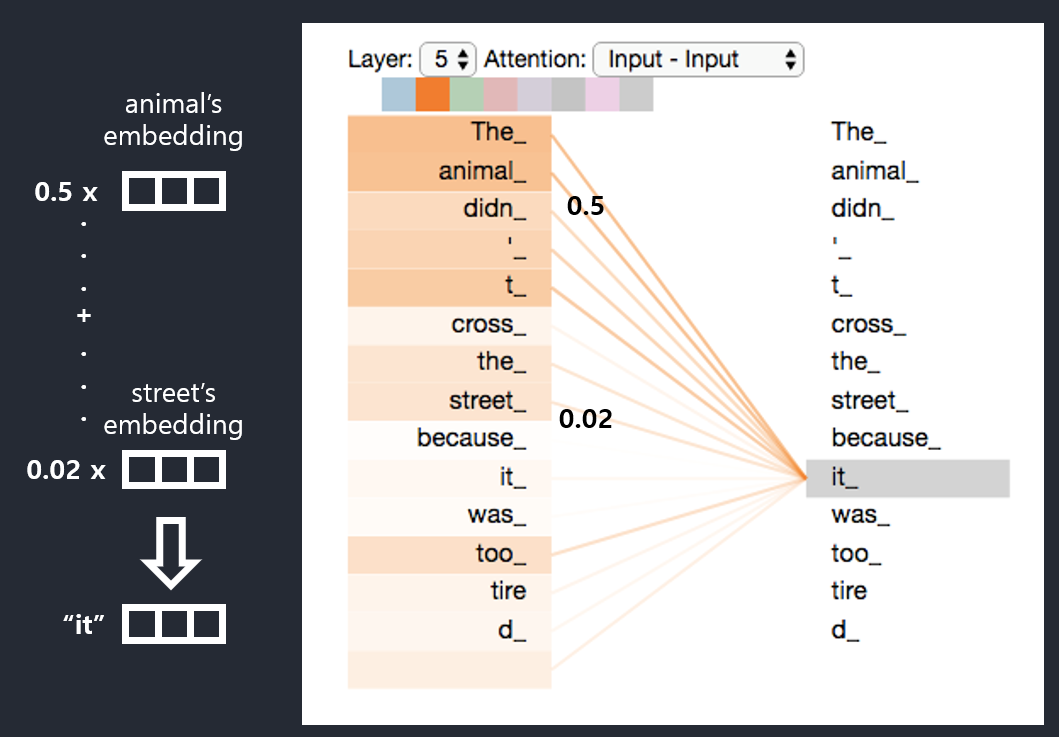 animal’s
embedding
0.5 x
.
.
.
+
.
.
.
street’s
embedding
0.02 x
“it”
Layer: 5 Attention: Input - Input
The_ The_
animal_ animal_
didn_ 0.5 didn_
'_ '_
t_ t_
cross_ cross_
the_ the_
street_ street_
0.02
because_ because_
it_ it_
was_ was_
too_ too_
tire tire
d_ d_